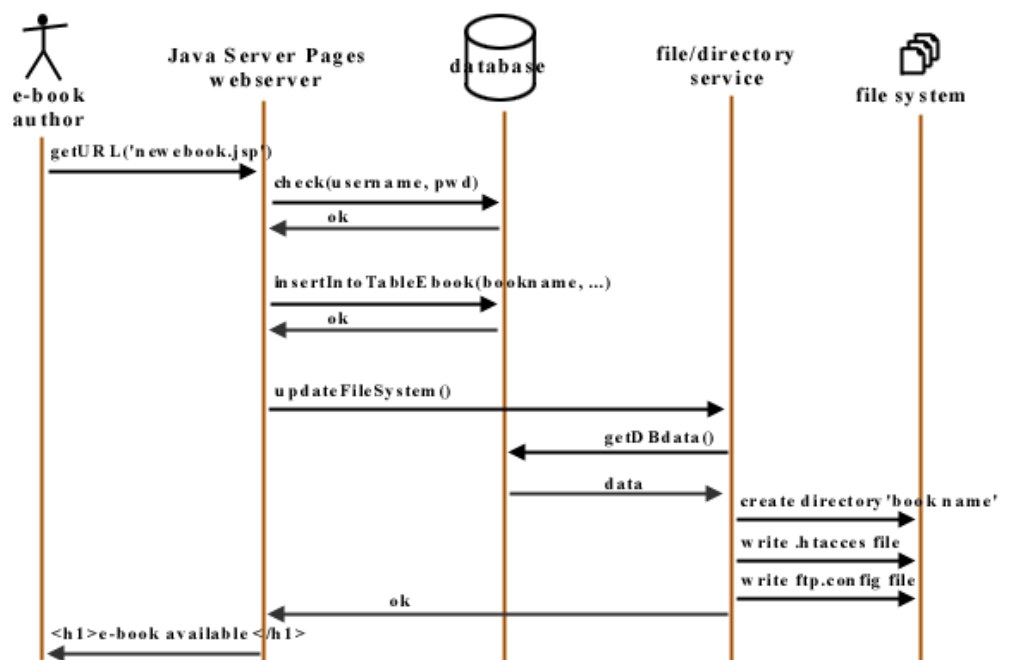 Java Server Pages
webserver
database
file/directory
service
e-book
author
file system
getURL('newebook.jsp')
check(username, pwd)
ok
insertIntoTableEbook(bookname, ...)
ok
updateFileSystem()
getDBdata()
data
create directory 'bookname'
write .htacces file
write ftp.config file
ok
<h1>e-book available </h1>